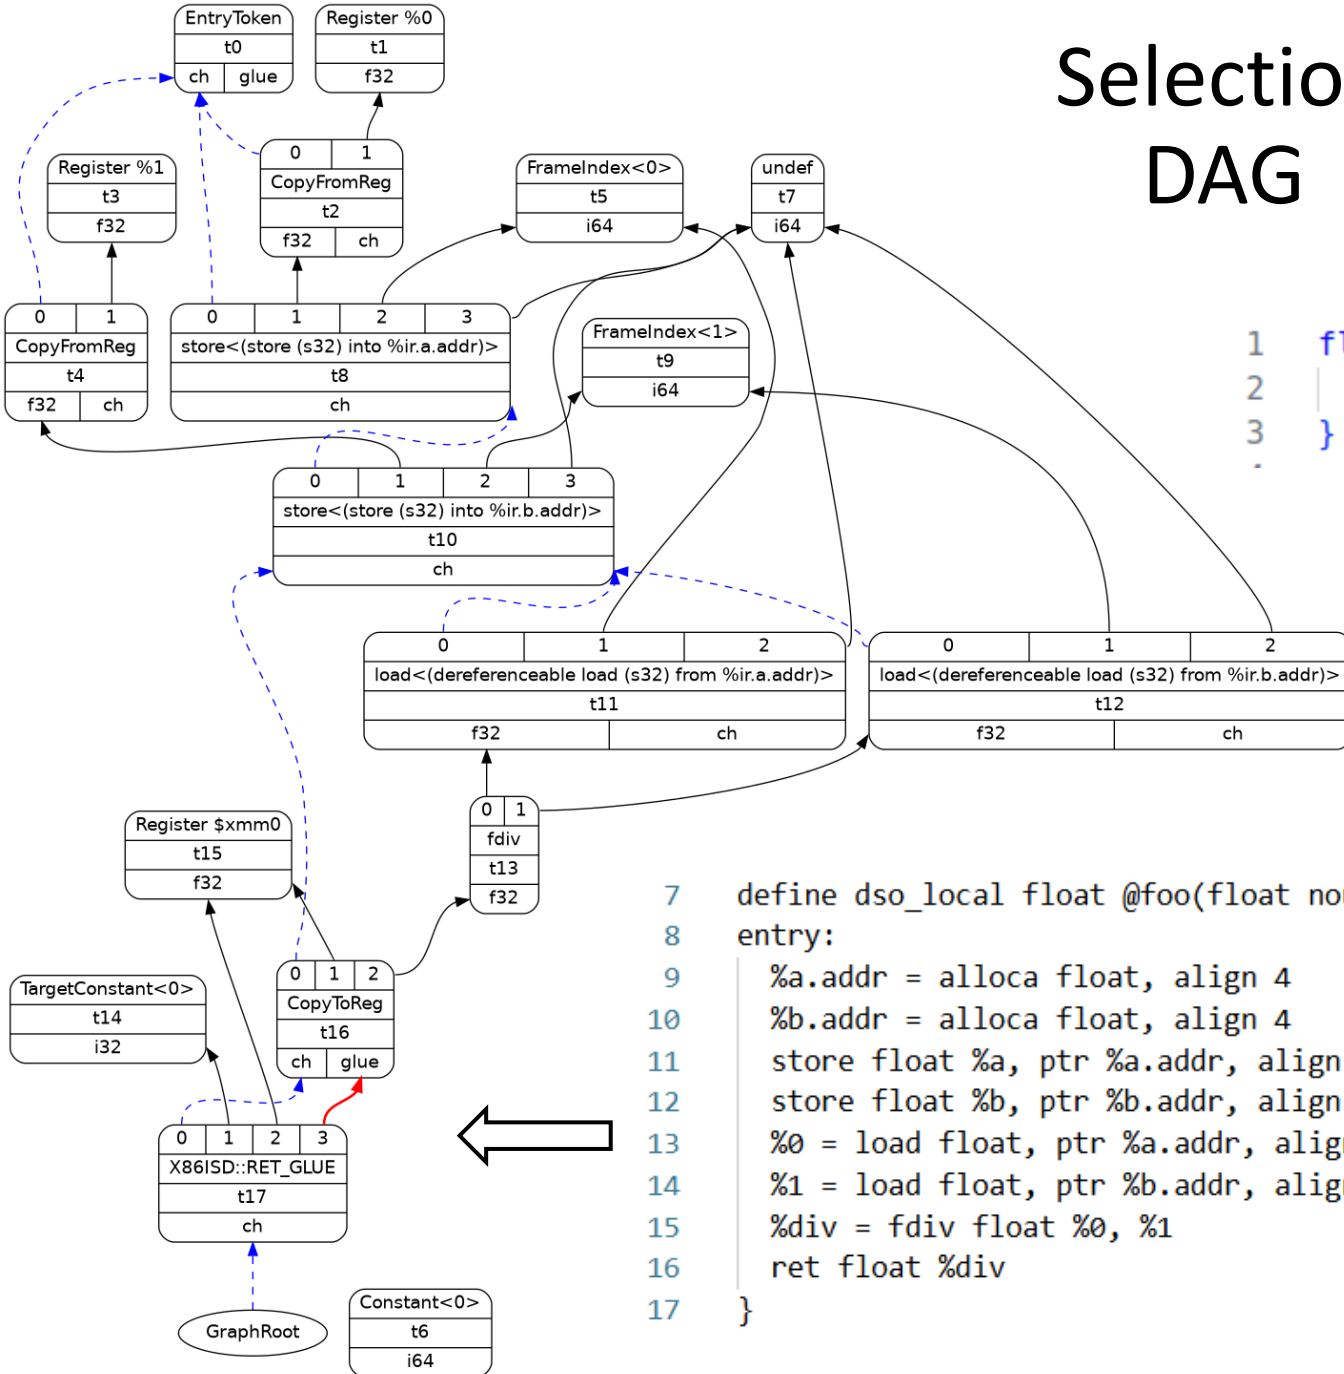 Selectio
DAG
EntryToken
t0
ch glue
Register %0
t1
f32
Register %1
t3
f32
0 1
CopyFromReg
t2
f32 ch
FrameIndex<0>
t5
i64
undef
t7
i64
0 1
CopyFromReg
t4
f32 ch
0 1 2 3
store<(store (s32) into %ir.a.addr)>
t8
ch
FrameIndex<1>
t9
i64
1 fl
2
3 }
0 1 2 3
store<(store (s32) into %ir.b.addr)>
t10
ch
0 1 2
load<(dereferenceable load (s32) from %ir.a.addr)>
t11
f32 ch
0 1 2
load<(dereferenceable load (s32) from %ir.b.addr)>
t12
f32 ch
0 1
fdiv
t13
f32
Register $xmm0
t15
f32
TargetConstant<0>
t14
i32
0 1 2
CopyToReg
t16
ch glue
0 1 2 3
X86ISD::RET_GLUE
t17
ch
GraphRoot
Constant<0>
t6
i64
7 define dso_local float @foo(float no
8 entry:
9 %a.addr = alloca float, align 4
10 %b.addr = alloca float, align 4
11 store float %a, ptr %a.addr, align
12 store float %b, ptr %b.addr, align
13 %0 = load float, ptr %a.addr, alig
14 %1 = load float, ptr %b.addr, alig
15 %div = fdiv float %0, %1
16 ret float %div
17 }